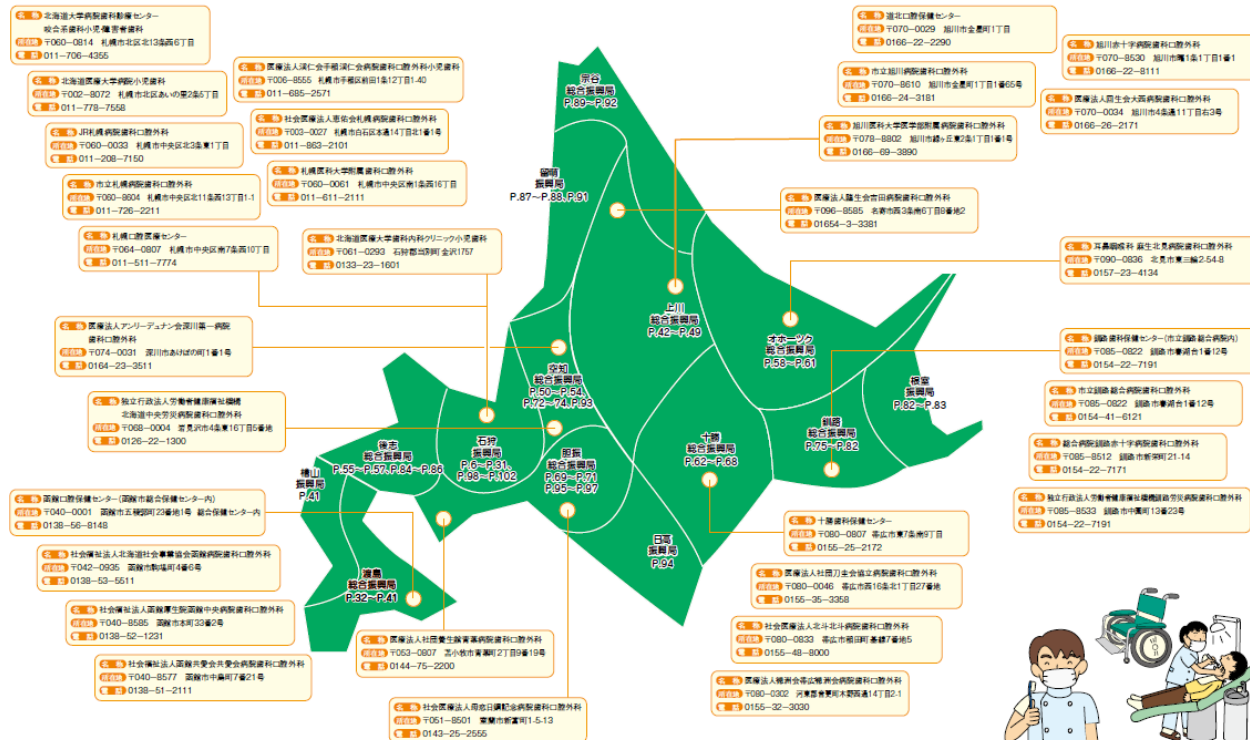 名 称 北海道大学病院歯科診療センター
咬合系歯科小児・障害者歯科
所在地 〒060-0814 札幌市北区北13条西6丁目
電 話 011-706-4355
名 称 北海道医療大学病院小児歯科
所在地 〒002-8072 札幌市北区あいの里2条5丁目
電 話 011-778-7558
名 称 JR札幌病院歯科口腔外科
所在地 〒060-0033 札幌市中央区北3条東1丁目
電 話 011-208-7150
名 称 市立札幌病院歯科口腔外科
所在地 〒060-8604 札幌市中央区北11条西13丁目1-1
電 話 011-726-2211
名 称 札幌口腔医療センター
所在地 〒064-0807 札幌市中央区南7条西10丁目
電 話 011-511-7774
名 称 医療法人渓仁会手稲渓仁会病院歯科口腔外科小児歯科
所在地 〒006-8555 札幌市手稲区前田1条12丁目1-40
電 話 011-685-2571
名 称 社会医療法人恵佑会札幌病院歯科口腔外科
所在地 〒003-0027 札幌市白石区本通14丁目北1番1号
電 話 011-863-2101
名 称 札幌医科大学附属歯科口腔外科
所在地 〒060-0061 札幌市中央区南1条西16丁目
電 話 011-611-2111
名 称 北海道医療大学歯科内科クリニック小児歯科
所在地 〒061-0293 石狩郡当別町金沢1757
電 話 0133-23-1601
名 称 医療法人アンリー・デュナン会深川第一病院
歯科口腔外科
所在地 〒074-0031 深川市あけぼの町1番1号
電 話 0164-23-3511
名 称 独立行政法人労働者健康福祉機構
北海道中央労災病院歯科口腔外科
所在地 〒068-0004 岩見沢市4条東16丁目5番地
電 話 0126-22-1300
名 称 函館口腔保健センター(函館市総合保健センター内)
所在地 〒040-0001 函館市五稜郭町23番地1号 総合保健センター内
電 話 0138-56-8148
名 称 社会福祉法人北海道社会事業協会函館病院歯科口腔外科
所在地 〒042-0935 函館市駒場町4番6号
電 話 0138-53-5511
名 称 社会福祉法人函館厚生院函館中央病院歯科口腔外科
所在地 〒040-8585 函館市本町33番2号
電 話 0138-52-1231
名 称 社会福祉法人函館共愛会共愛会病院歯科口腔外科
所在地 〒040-8577 函館市中島町7番21号
電 話 0138-51-2111
名 称 医療法人社団養生館青葉病院歯科口腔外科
所在地 〒053-0807 苫小牧市青葉町2丁目9番19号
電 話 0144-75-2200
名 称 社会医療法人母恋日鋼記念病院歯科口腔外科
所在地 〒051-8501 室蘭市新富町1-5-13
電 話 0143-25-2555
宗谷
総合振興局
P.89~P.92
留萌
振興局
P.87~P.88、P.91
上川
総合振興局
P.42~P.49
オホーツク
総合振興局
P.58~P.61
空知
総合振興局
P.50~P.54、
P.72~74、P.93
根室
振興局
P.82~P.83
釧路
総合振興局
P.75~P.82
十勝
総合振興局
P.62~P.68
石狩
振興局
P.6~P.31、
P.98~P.102
後志
総合振興局
P.55~P.57、P.84~P.86
胆振
総合振興局
P.69~P.71
P.95~P.97
檜山
振興局
P.41
日高
振興局
P.94
渡島
総合振興局
P.32~P.41
名 称 道北口腔保健センター
所在地 〒070-0029 旭川市金星町1丁目
電 話 0166-22-2290
名 称 旭川赤十字病院歯科口腔外科
所在地 〒070-8530 旭川市曙1条1丁目1番1
電 話 0166-22-8111
名 称 市立旭川病院歯科口腔外科
所在地 〒070-8610 旭川市金星町1丁目1番65号
電 話 0166-24-3181
名 称 医療法人回生会大西病院歯科口腔外科
所在地 〒070-0034 旭川市4条通11丁目右3号
電 話 0166-26-2171
名 称 旭川医科大学医学部附属病院歯科口腔外科
所在地 〒078-8802 旭川市緑ヶ丘東2条1丁目1番1号
電 話 0166-69-3890
名 称 医療法人臨生会吉田病院歯科口腔外科
所在地 〒096-8585 名寄市西3条南6丁目8番地2
電 話 01654-3-3381
名 称 耳鼻咽喉科 麻生北見病院歯科口腔外科
所在地 〒090-0836 北見市東三輪2-54-8
電 話 0157-23-4134
名 称 釧路歯科保健センター(市立釧路総合病院内)
所在地 〒085-0822 釧路市春湖台1番12号
電 話 0154-22-7191
名 称 市立釧路総合病院歯科口腔外科
所在地 〒085-0822 釧路市春湖台1番12号
電 話 0154-41-6121
名 称 総合病院釧路赤十字病院歯科口腔外科
所在地 〒085-8512 釧路市新栄町21-14
電 話 0154-22-7171
名 称 独立行政法人労働者健康福祉機構釧路労災病院歯科口腔外科
所在地 〒085-8533 釧路市中園町13番23号
電 話 0154-22-7191
名 称 十勝歯科保健センター
所在地 〒080-0807 帯広市東7条南9丁目
電 話 0155-25-2172
名 称 医療法人社団刀圭会協立病院歯科口腔外科
所在地 〒080-0046 帯広市西16条北1丁目27番地
電 話 0155-35-3358
名 称 社会医療法人北斗北斗病院歯科口腔外科
所在地 〒080-0833 帯広市稲田町基線7番地5
電 話 0155-48-8000
名 称 医療法人徳洲会帯広徳洲会病院歯科口腔外科
所在地 〒080-0302 河東郡音更町木野西通14丁目2-1
電 話 0155-32-3030